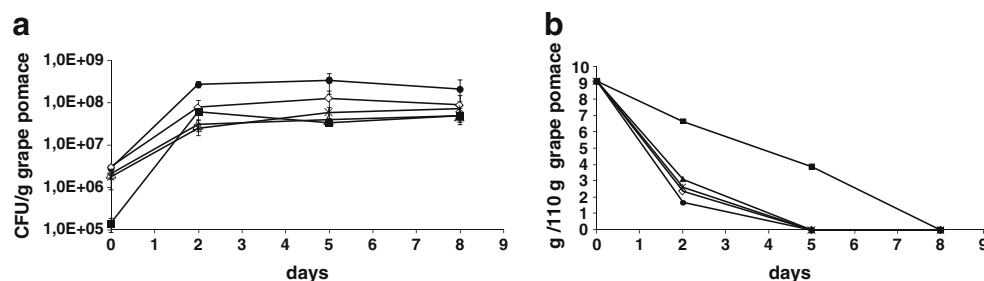 a
CFU/g grape pomace
1,0E+09
1,0E+08
1,0E+07
1,0E+06
1,0E+05
0 1 2 3 4 5 6 7 8 9
days
b
g /110 g grape pomace
10
9
8
7
6
5
4
3
2
1
0
0 1 2 3 4 5 6 7 8 9
days